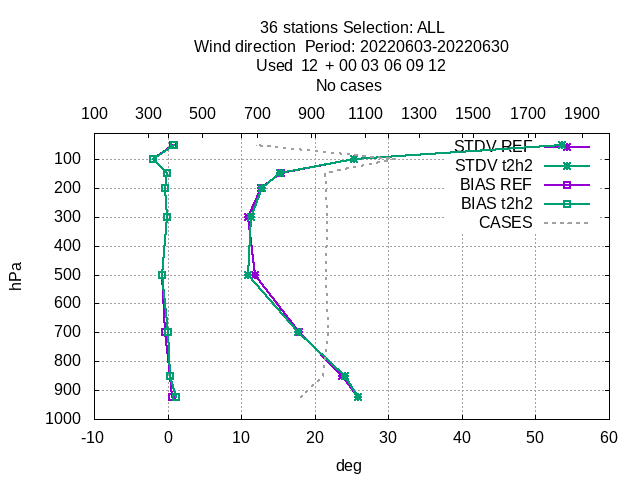 36 stations Selection: ALL
Wind direction  Period: 20220603-20220630
Used  12  + 00 03 06 09 12
No cases
100 300 500 700 900 1100 1300 1500 1700 1900
STDV REF
STDV t2h2
BIAS REF
BIAS t2h2
CASES
100
200
300
400
500
600
700
800
900
1000
hPa
-10 0 10 20 30 40 50 60
deg